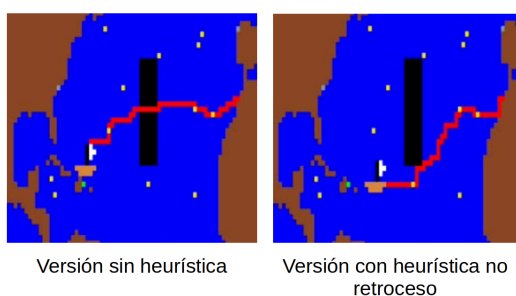 Versión sin heurística
Versión con heurística no
retroceso